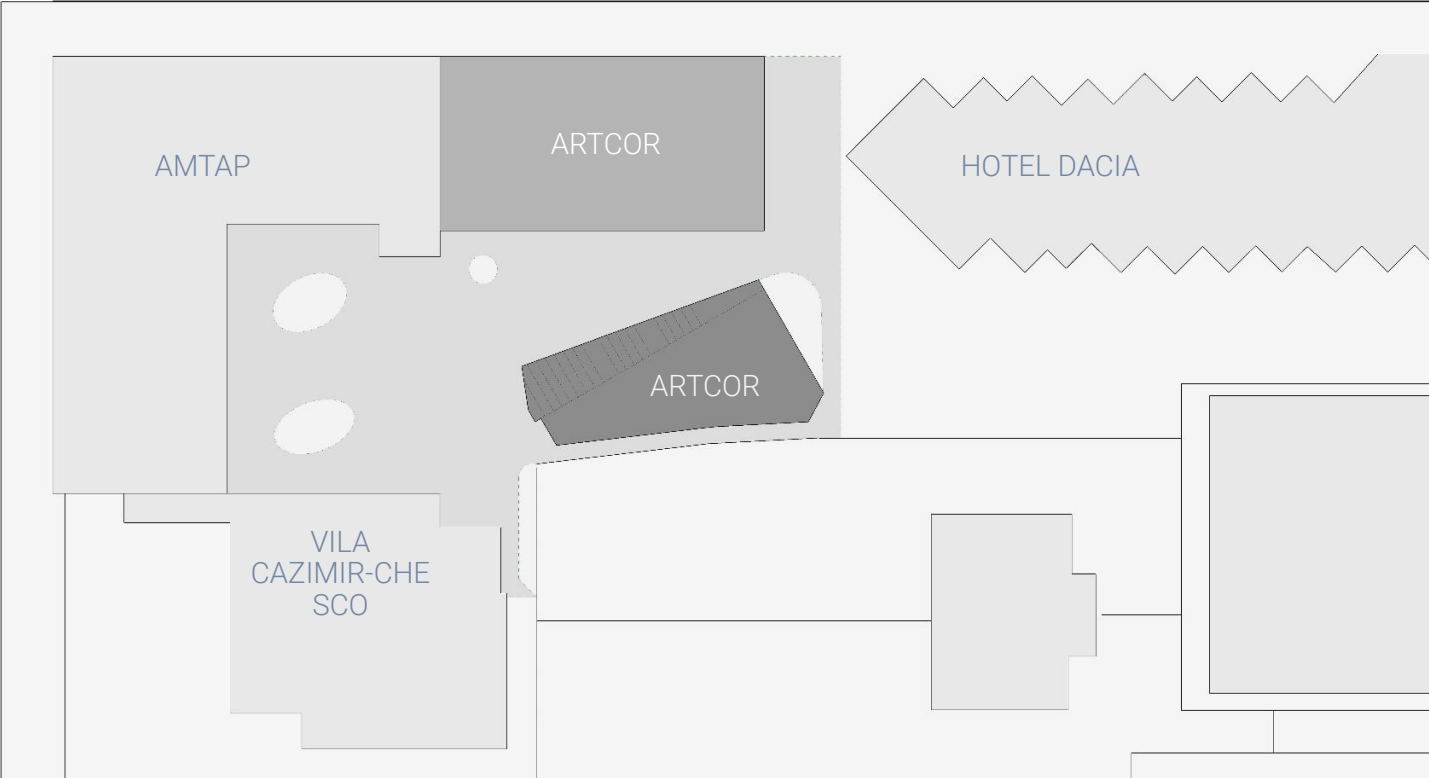 ARTCOR
AMTAP
HOTEL DACIA
ARTCOR
VILA
CAZIMIR-CHE
SCO